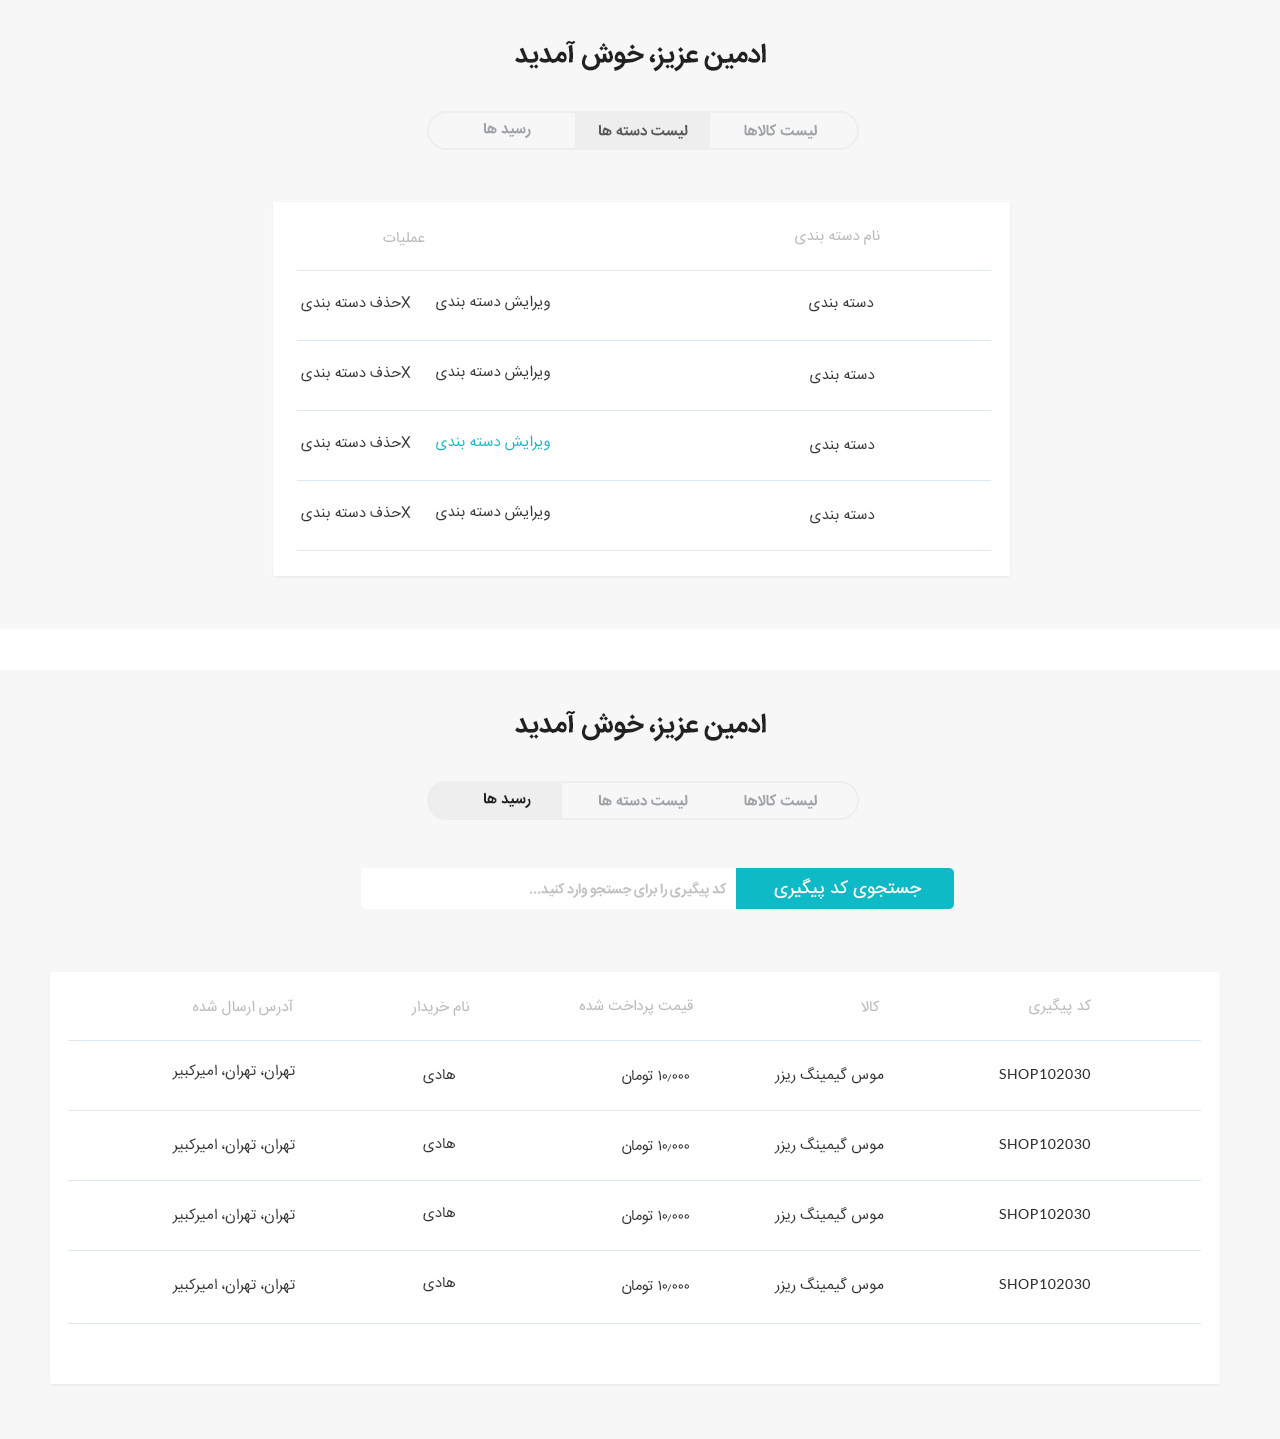 ادمین عزیز، خوش آمدید
لیست کالاها لیست دسته ها رسید ها
نام دسته بندی عملیات
دسته بندی ویرایش دسته بندی Xحذف دسته بندی
دسته بندی ویرایش دسته بندی Xحذف دسته بندی
دسته بندی ویرایش دسته بندی Xحذف دسته بندی
دسته بندی ویرایش دسته بندی Xحذف دسته بندی
ادمین عزیز، خوش آمدید
لیست کالاها لیست دسته ها رسید ها
جستجوی کد پیگیری کد پیگیری را برای جستجو وارد کنید...
کد پیگیری کالا قیمت پرداخت شده نام خریدار آدرس ارسال شده
SHOP102030 موس گیمینگ ریزر ۱۰٫۰۰۰ تومان هادی تهران، تهران، امیرکبیر
SHOP102030 موس گیمینگ ریزر ۱۰٫۰۰۰ تومان هادی تهران، تهران، امیرکبیر
SHOP102030 موس گیمینگ ریزر ۱۰٫۰۰۰ تومان هادی تهران، تهران، امیرکبیر
SHOP102030 موس گیمینگ ریزر ۱۰٫۰۰۰ تومان هادی تهران، تهران، امیرکبیر